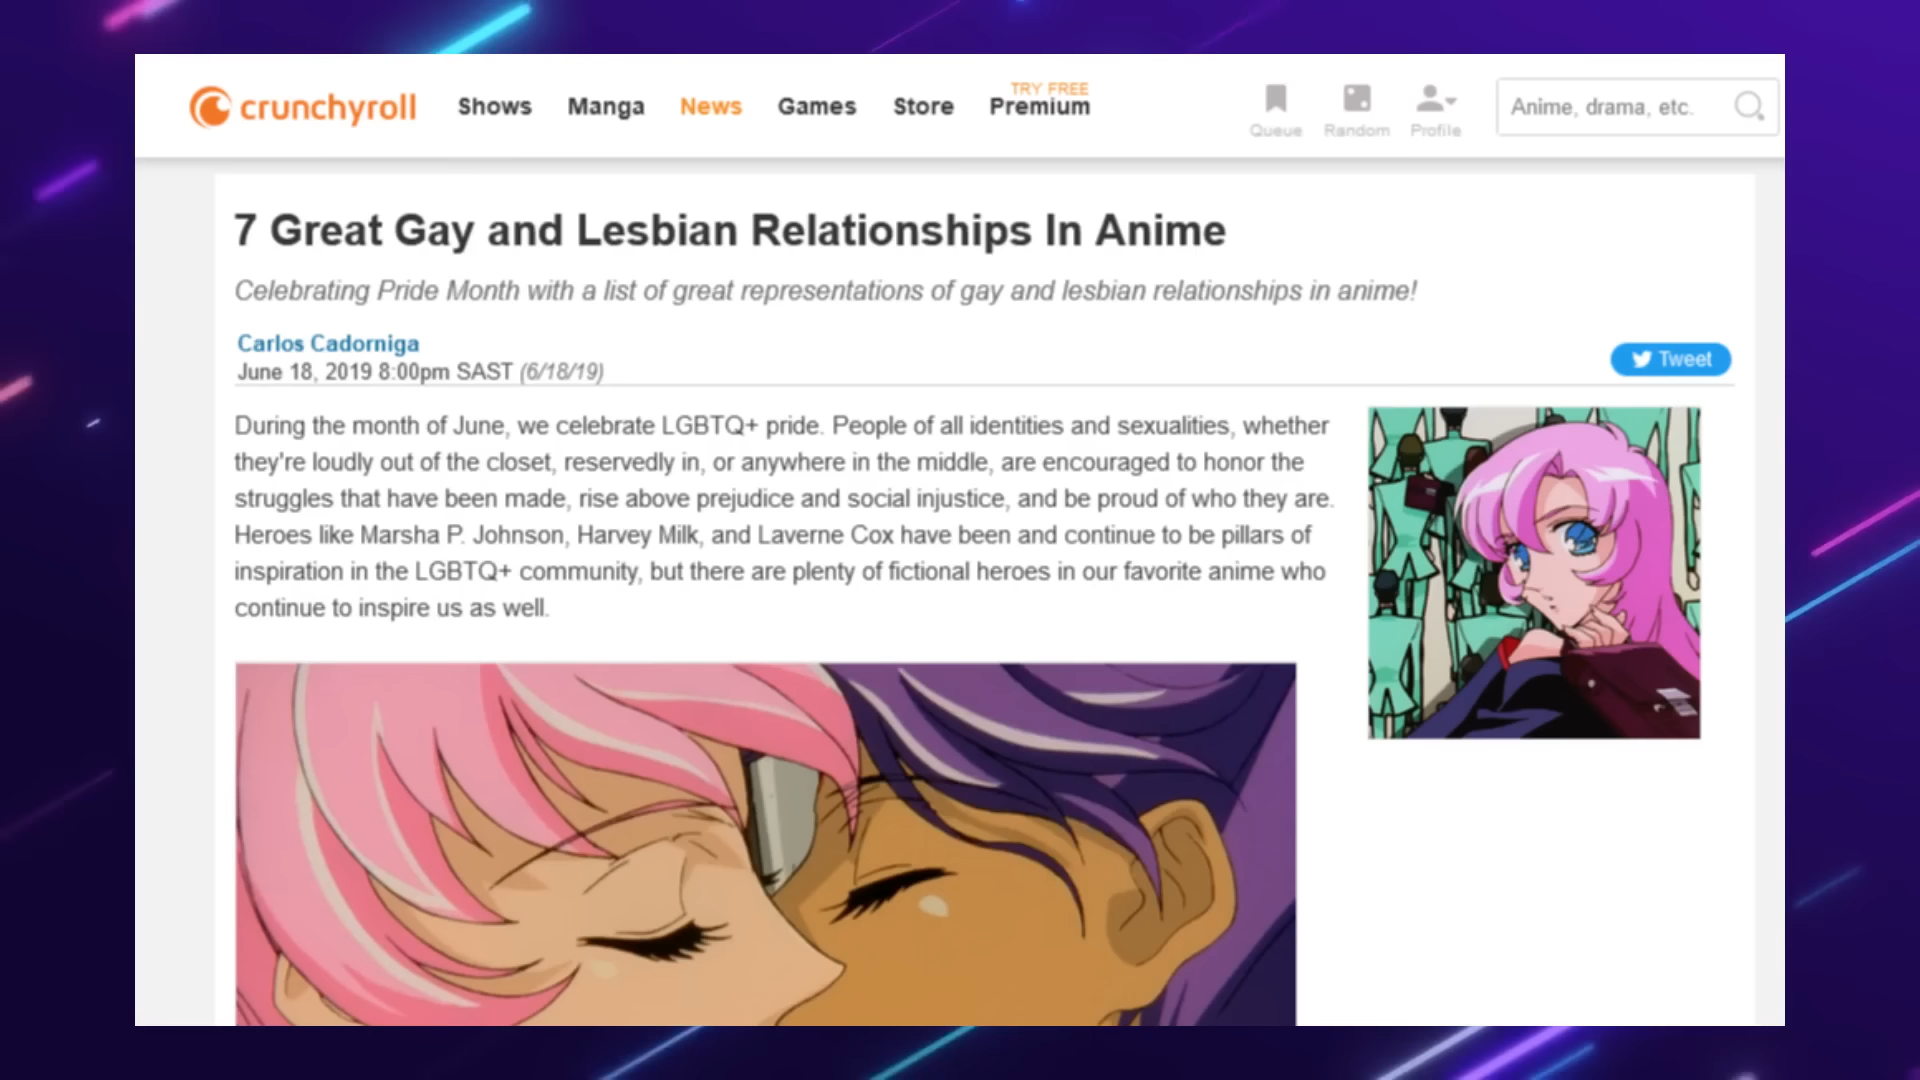 crunchyroll Shows Manga News Games Store TRY FREE Premium Queue Random Profile Anime, drama, etc.
7 Great Gay and Lesbian Relationships In Anime
Celebrating Pride Month with a list of great representations of gay and lesbian relationships in anime!
Carlos Cadorniga
June 18, 2019 8:00pm SAST (6/18/19)
Tweet
During the month of June, we celebrate LGBTQ+ pride. People of all identities and sexualities, whether
they're loudly out of the closet, reservedly in, or anywhere in the middle, are encouraged to honor the
struggles that have been made, rise above prejudice and social injustice, and be proud of who they are.
Heroes like Marsha P. Johnson, Harvey Milk, and Laverne Cox have been and continue to be pillars of
inspiration in the LGBTQ+ community, but there are plenty of fictional heroes in our favorite anime who
continue to inspire us as well.